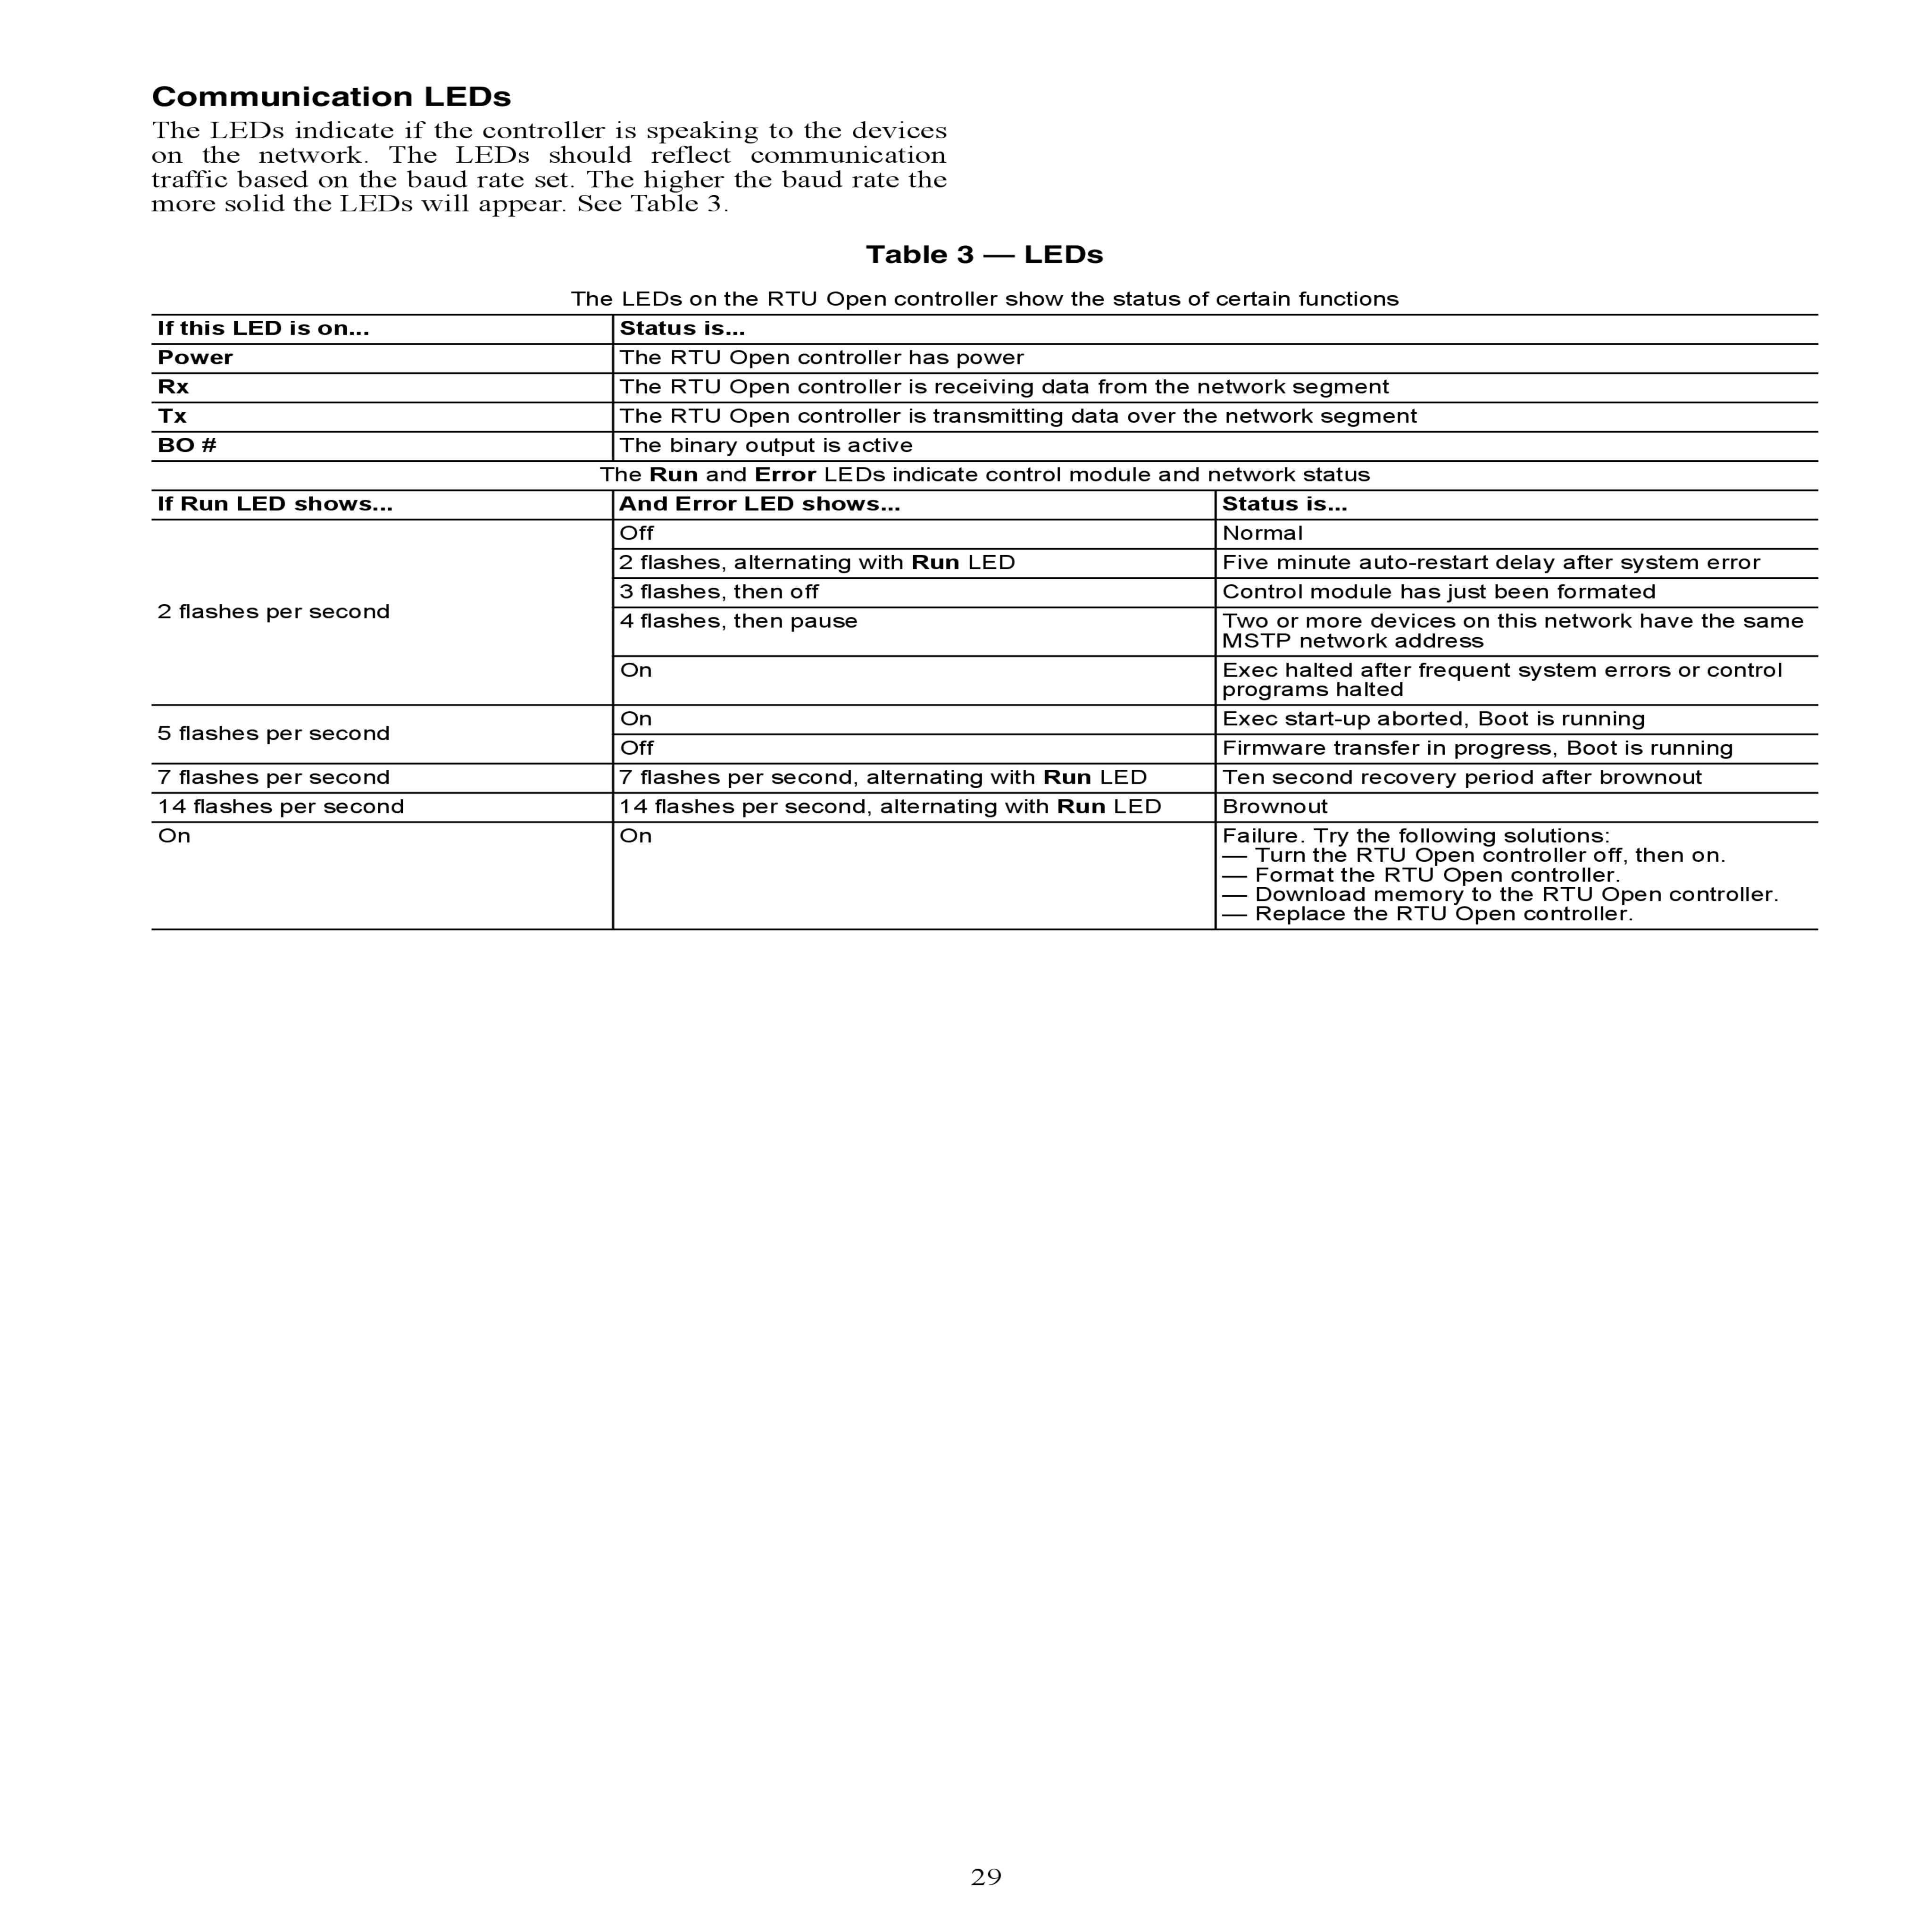 Communication LEDs
The LEDs indicate if the controller is speaking to the devices
on the network. The LEDs should reflect communication
traffic based on the baud rate set. The higher the baud rate the
more solid the LEDs will appear. See Table 3.
Table 3 — LEDs
The LEDs on the RTU Open controller show the status of certain functions
If this LED is on... Status is...
Power The RTU Open controller has power
Rx The RTU Open controller is receiving data from the network segment
Tx The RTU Open controller is transmitting data over the network segment
BO # The binary output is active
The Run and Error LEDs indicate control module and network status
If Run LED shows... And Error LED shows... Status is...
2 flashes per second
Off Normal
2 flashes, alternating with Run LED Five minute auto-restart delay after system error
3 flashes, then off Control module has just been formated
4 flashes, then pause Two or more devices on this network have the same
MSTP network address
On Exec halted after frequent system errors or control
programs halted
5 flashes per second
On Exec start-up aborted, Boot is running
Off Firmware transfer in progress, Boot is running
7 flashes per second 7 flashes per second, alternating with Run LED Ten second recovery period after brownout
14 flashes per second 14 flashes per second, alternating with Run LED Brownout
On On Failure. Try the following solutions:
— Turn the RTU Open controller off, then on.
— Format the RTU Open controller.
— Download memory to the RTU Open controller.
— Replace the RTU Open controller.
29